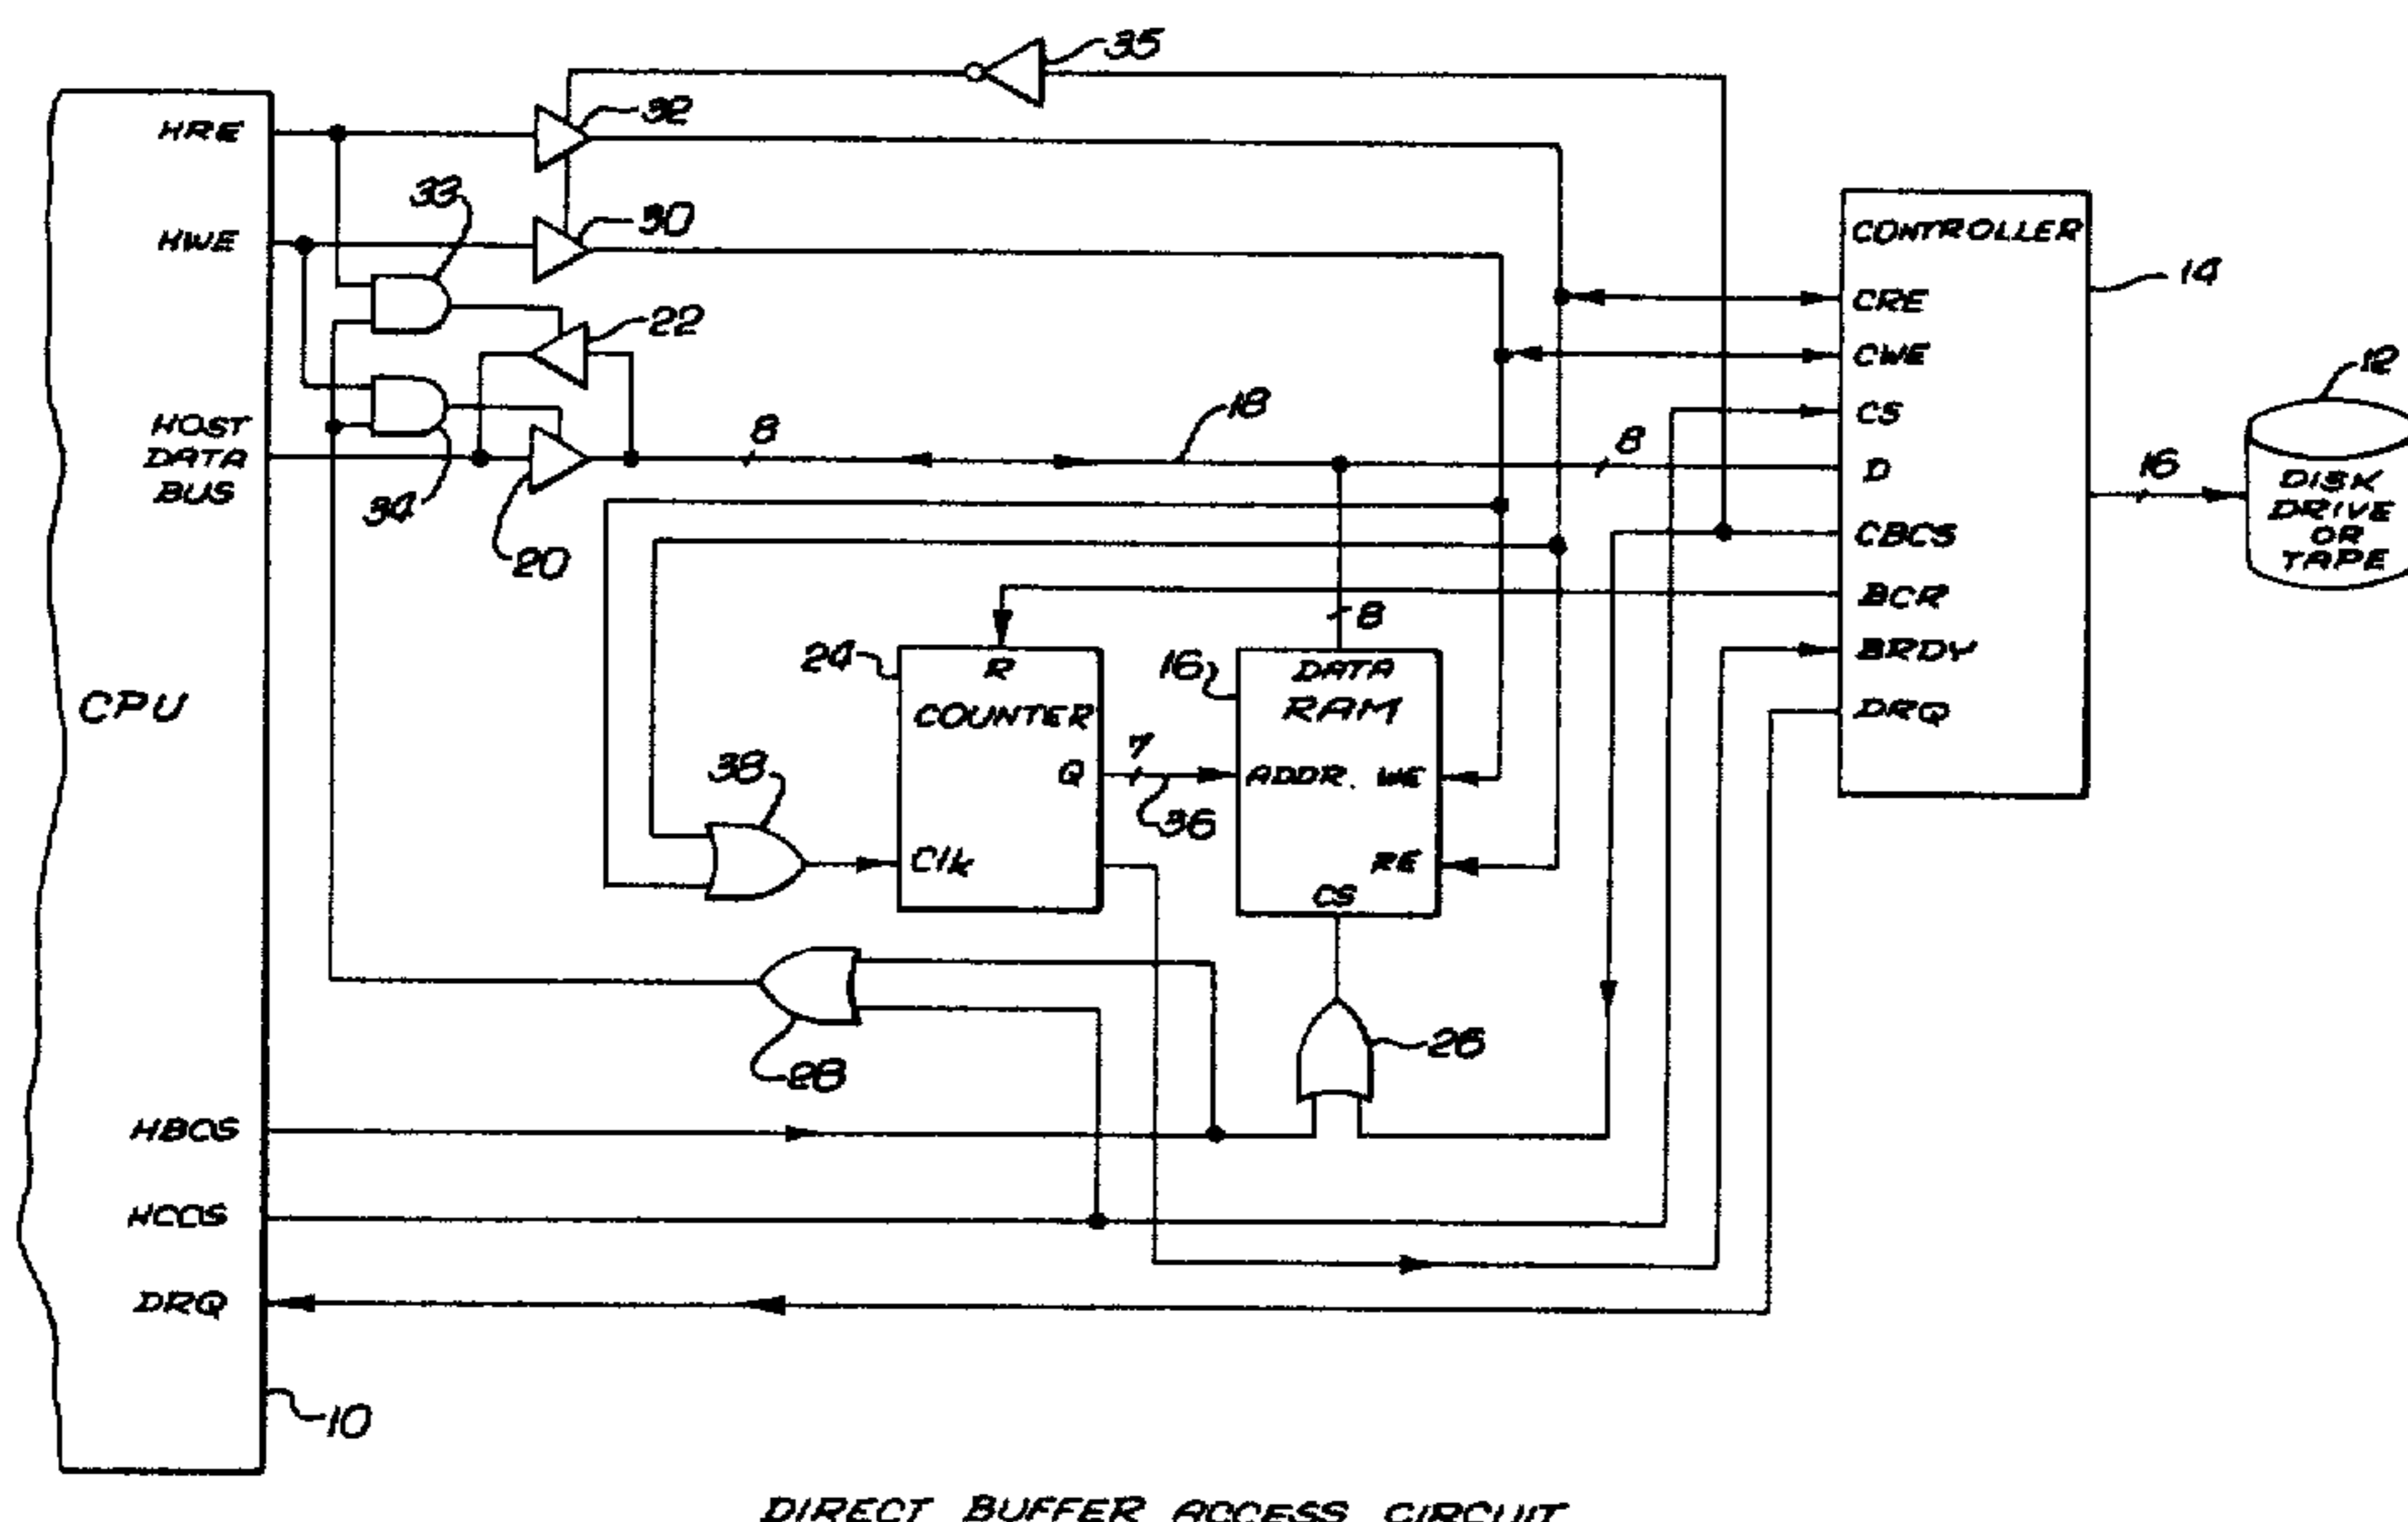 35
HRE
32
33
HWE
30
CONTROLLER
14
22
CRE
CWE
12
HOST
DATA
BUS
8
18
CS
8
D
16
DISK
DRIVE
OR
TAPE
34
20
CBCS
BCR
8
24
R
COUNTER
16
DATA
RAM
BRDY
DRQ
CPU
38
Q
7
36
ADDR. WE
Clk
RE
CS
28
26
HBCS
HCCS
DRQ
10
DIRECT BUFFER ACCESS CIRCUIT